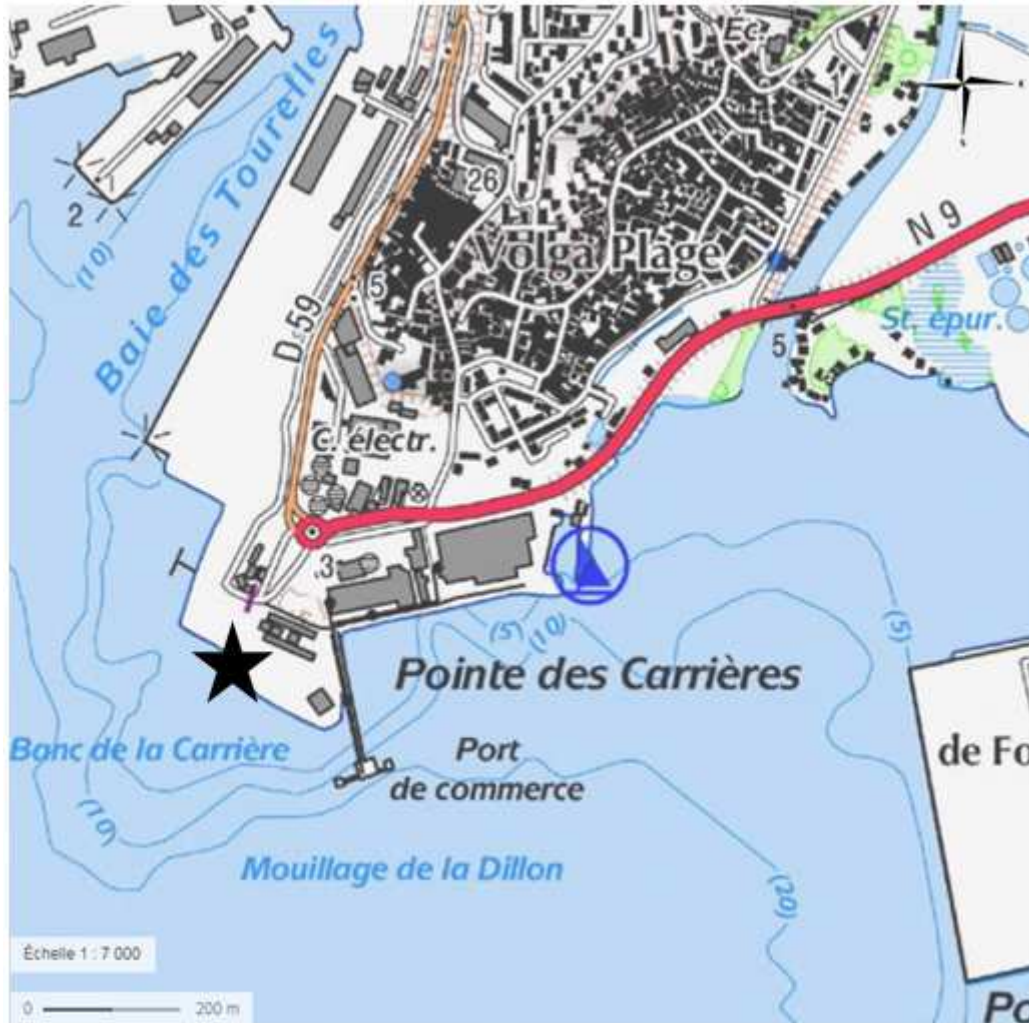 Ec.
1
2
(10)
Baie des Tourelles
26
Volga Plage
N 9
D 59
5
St. épur.
5
C. électr.
.3
(5)
(10)
(5)
Pointe des Carrières
Banc de la Carrière
Port
de commerce
de Fo
(10)
Mouillage de la Dillon
(20)
Échelle 1 : 7 000
0
200 m
Po